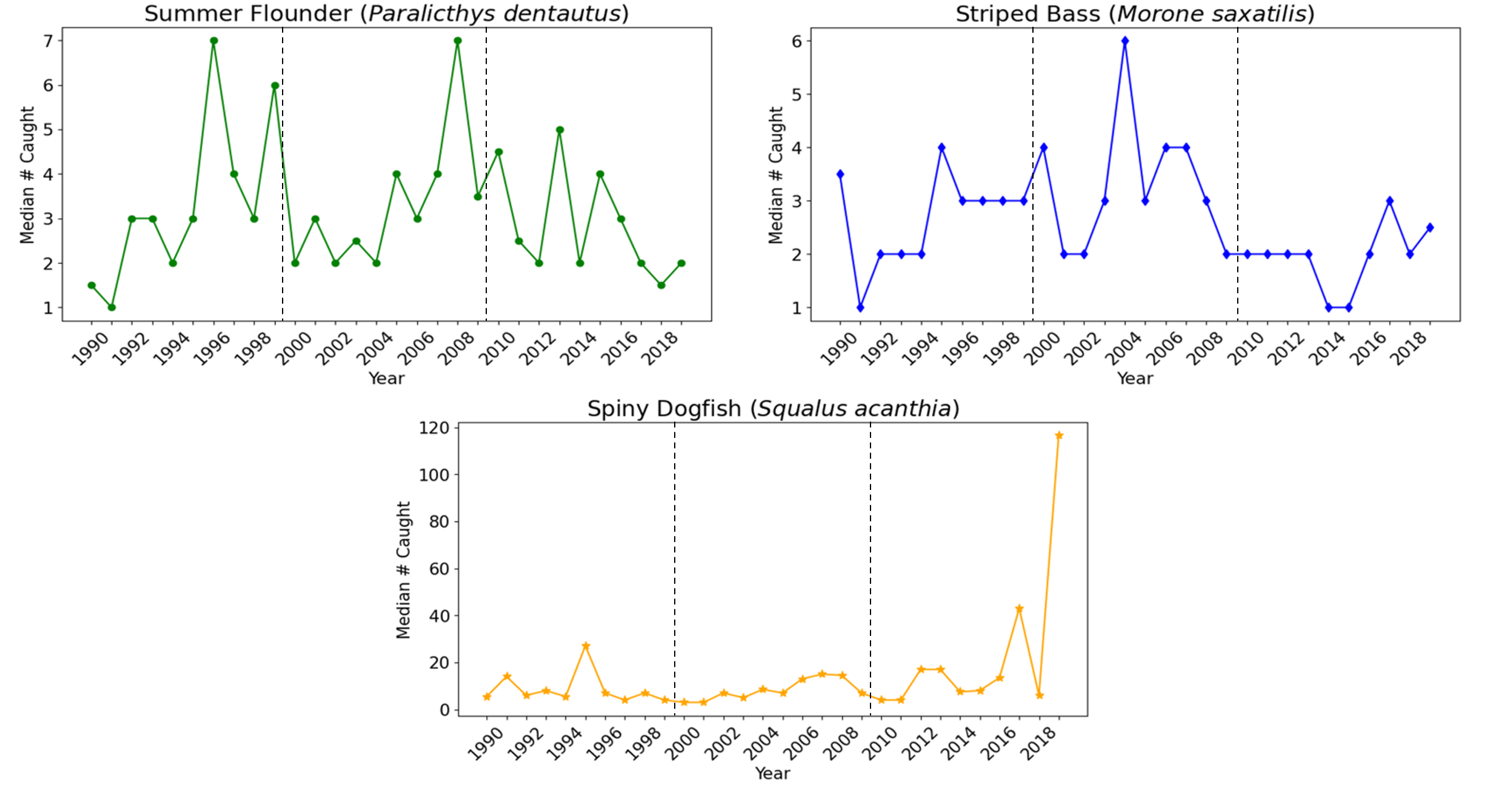 Summer Flounder (Paralicthys dentautus)
Median # Caught
7
6
5
4
3
2
1
1990 1992 1994 1996 1998 2000 2002 2004 2006 2008 2010 2012 2014 2016 2018
Year
Striped Bass (Morone saxatilis)
Median # Caught
6
5
4
3
2
1
1990 1992 1994 1996 1998 2000 2002 2004 2006 2008 2010 2012 2014 2016 2018
Year
Spiny Dogfish (Squalus acanthia)
Median # Caught
120
100
80
60
40
20
0
1990 1992 1994 1996 1998 2000 2002 2004 2006 2008 2010 2012 2014 2016 2018
Year